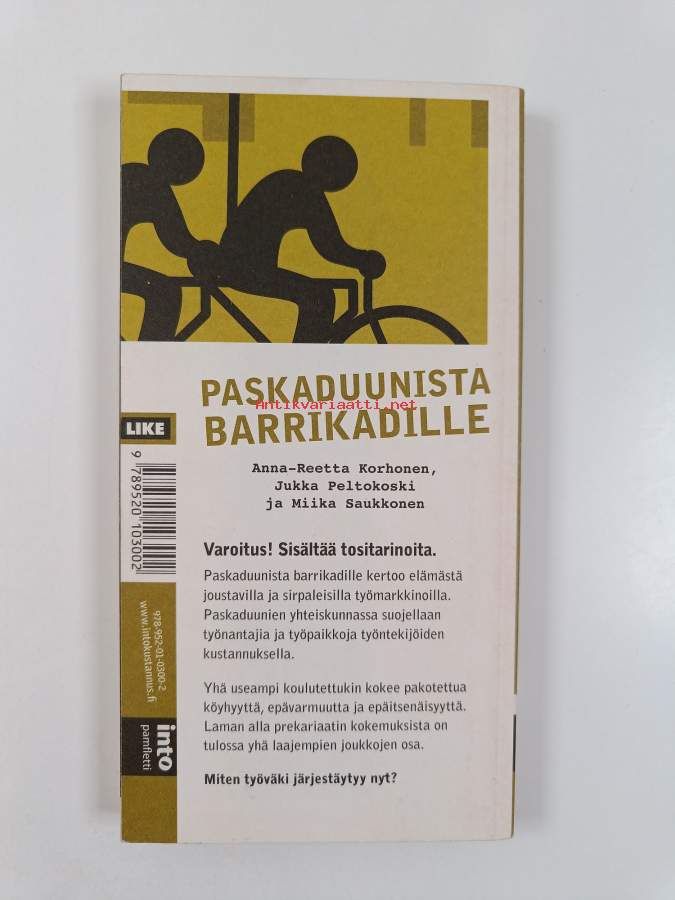 PASKADUUNISTA
Antikvariaatti.net
BARRIKADILLE
Anna-Reetta Korhonen,
Jukka Peltokoski
ja Miika Saukkonen
Varoitus! Sisältää tositarinoita.
Paskaduunista barrikadille kertoo elämästä
joustavilla ja sirpaleisilla työmarkkinoilla.
Paskaduunien yhteiskunnassa suojellaan
työnantajia ja työpaikkoja työntekijöiden
kustannuksella.
Yhä useampi koulutettukin kokee pakotettua
köyhyyttä, epävarmuutta ja epäitsenäisyyttä.
Laman alla prekariaatin kokemuksista on
tulossa yhä laajempien joukkojen osa.
Miten työväki järjestäytyy nyt?
LIKE
9 789520 103002
978-952-01-0300-2
www.intokustannus.fi
into
pamfletti